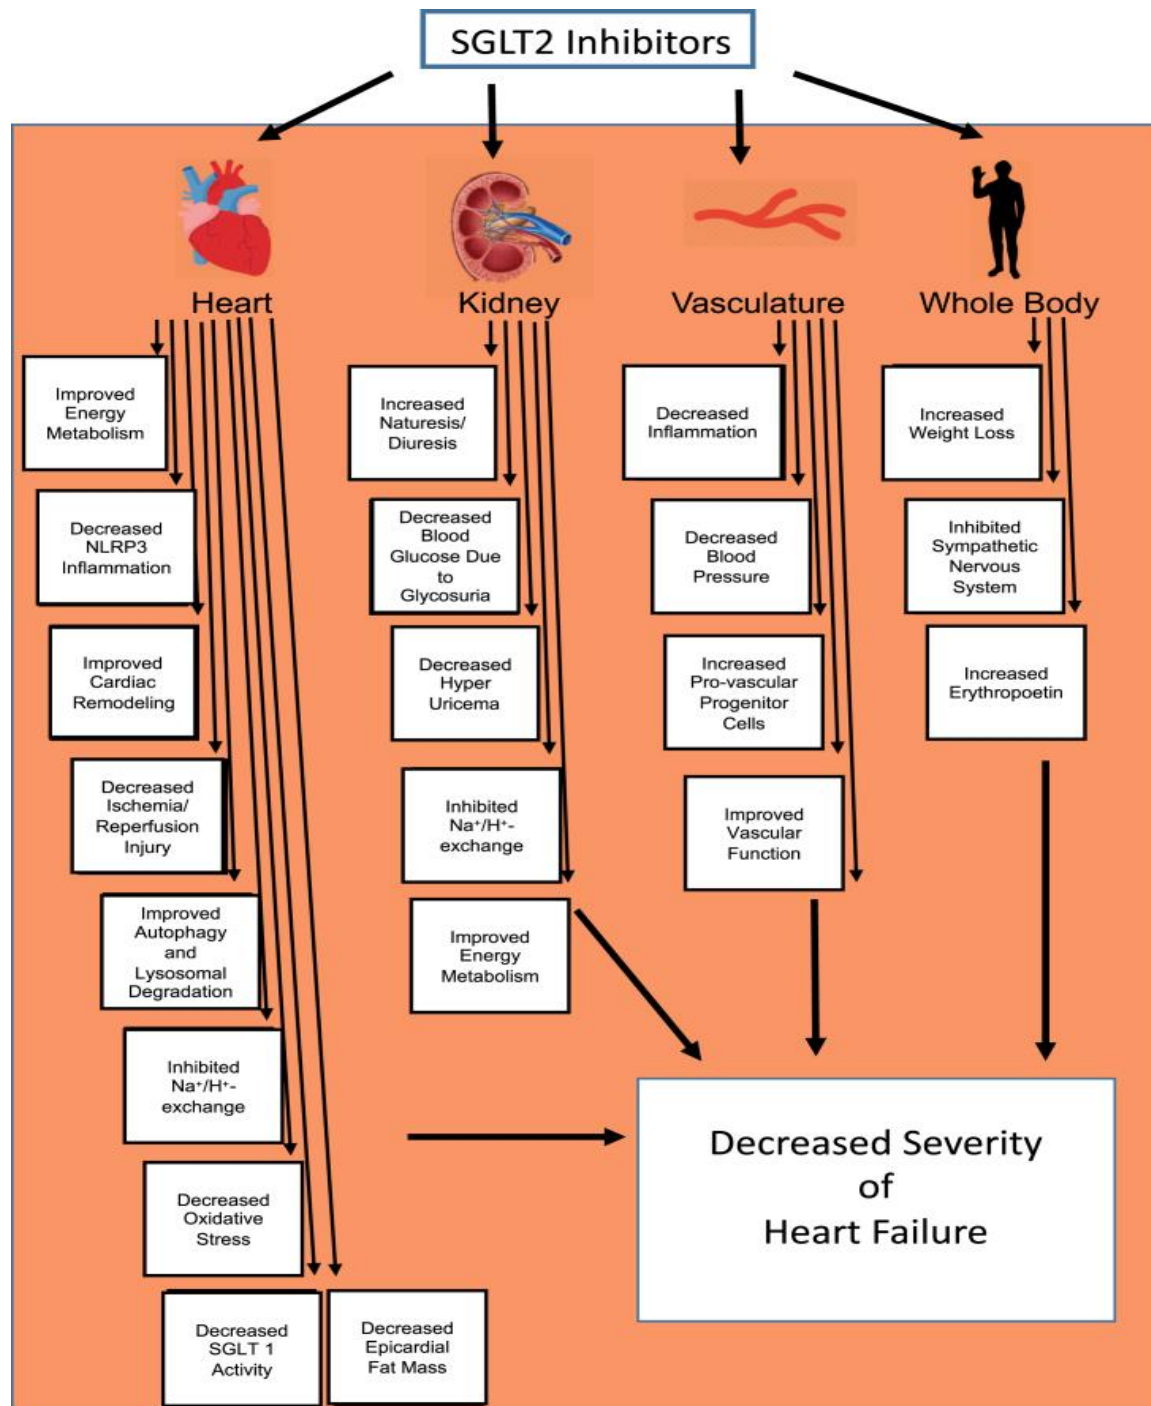 SGLT2 Inhibitors
Heart
Kidney
Vasculature
Whole Body
Improved
Energy
Metabolism
Decreased
NLRP3
Inflammation
Improved
Cardiac
Remodeling
Decreased
Ischemia/
Reperfusion
Injury
Improved
Autophagy
and
Lysosomal
Degradation
Inhibited
Na⁺/H⁺-
exchange
Decreased
Oxidative
Stress
Decreased
SGLT 1
Activity
Decreased
Epicardial
Fat Mass
Increased
Naturesis/
Diuresis
Decreased
Blood
Glucose Due
to
Glycosuria
Decreased
Hyper
Uricema
Inhibited
Na⁺/H⁺-
exchange
Improved
Energy
Metabolism
Decreased
Inflammation
Decreased
Blood
Pressure
Increased
Pro-vascular
Progenitor
Cells
Improved
Vascular
Function
Increased
Weight Loss
Inhibited
Sympathetic
Nervous
System
Increased
Erythropoetin
Decreased Severity
of
Heart Failure